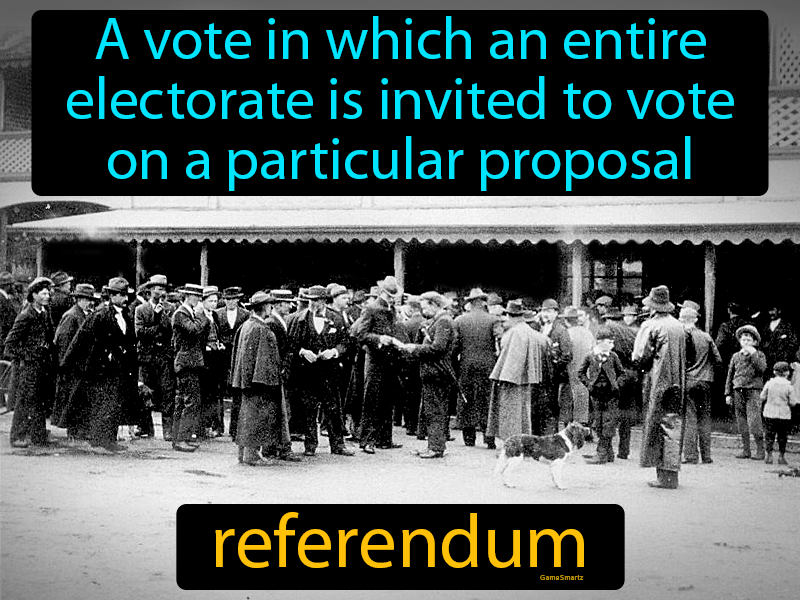 A vote in which an entire
electorate is invited to vote
on a particular proposal
referendum
GameSmartz